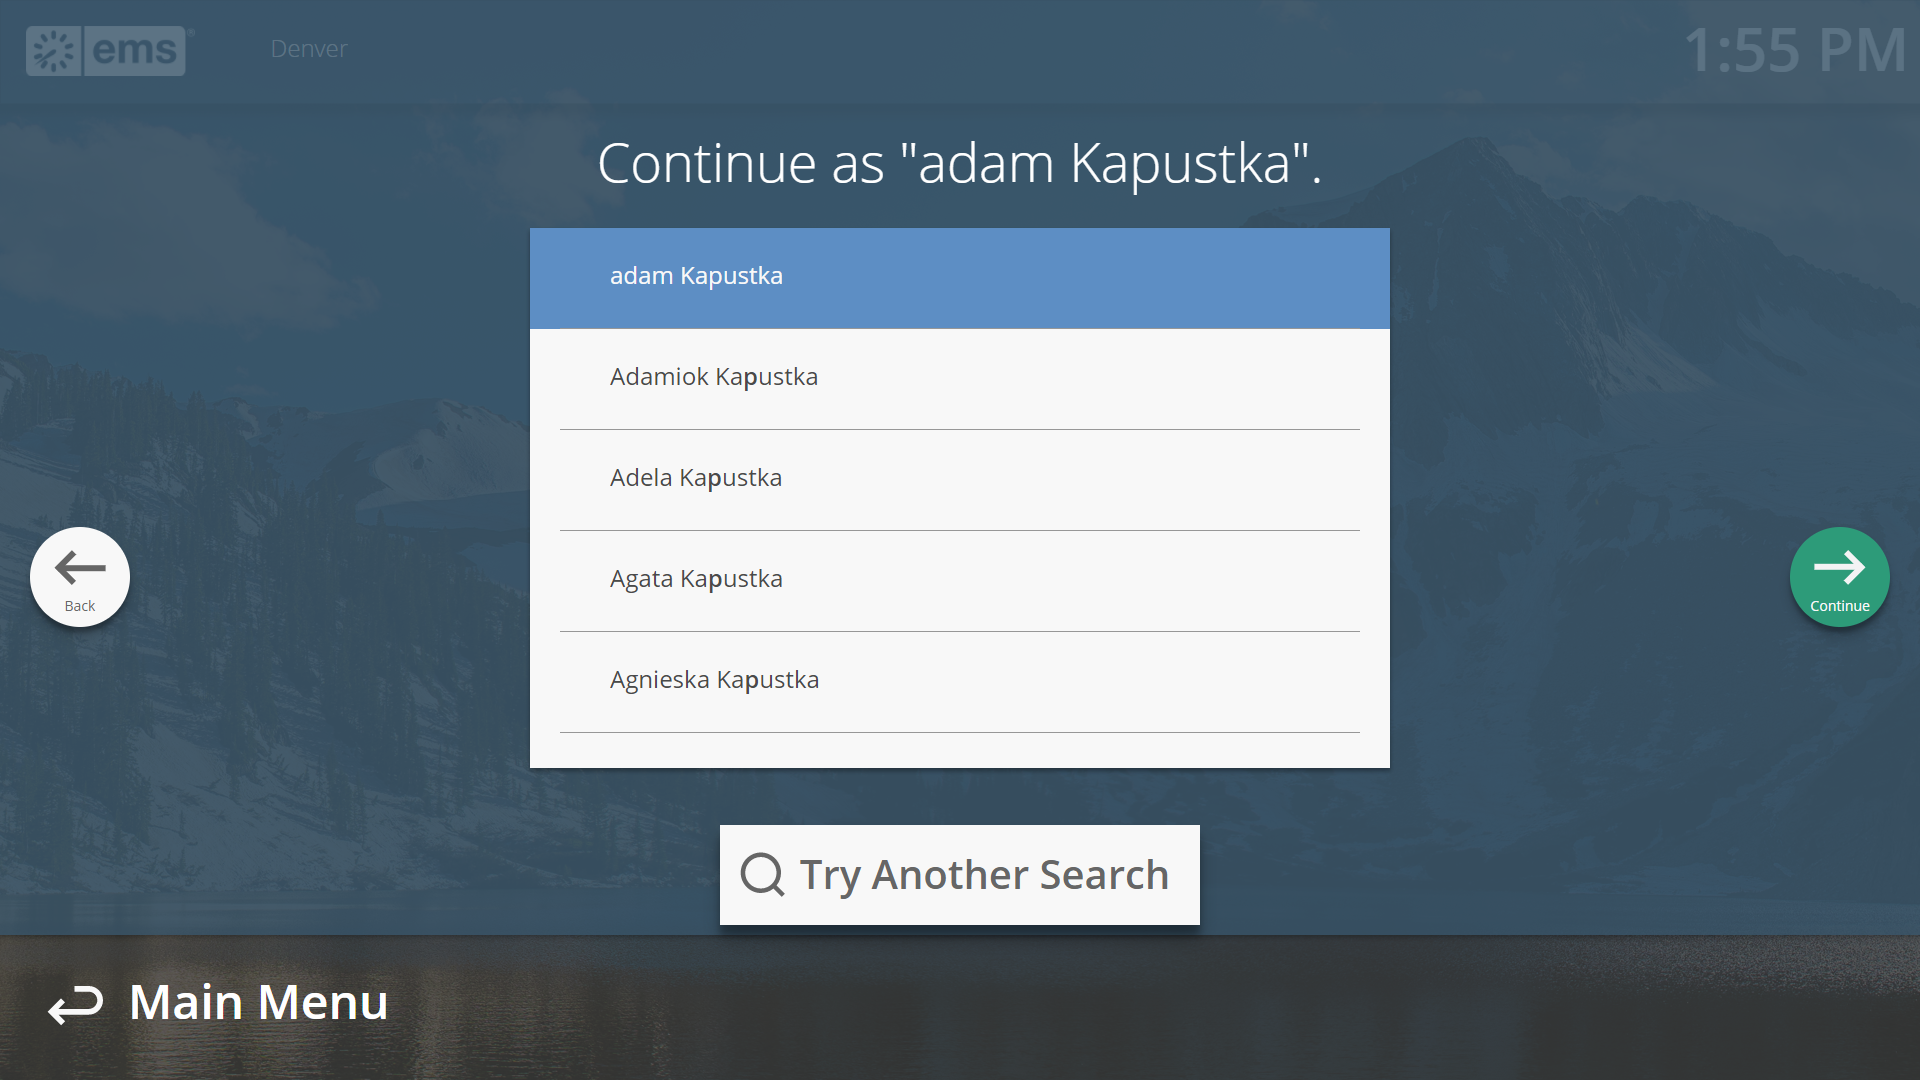 ems®
Denver
1:55 PM
Continue as "adam Kapustka".
adam Kapustka
Adamiok Kapustka
Adela Kapustka
Agata Kapustka
Agnieska Kapustka
Back
Continue
Try Another Search
Main Menu